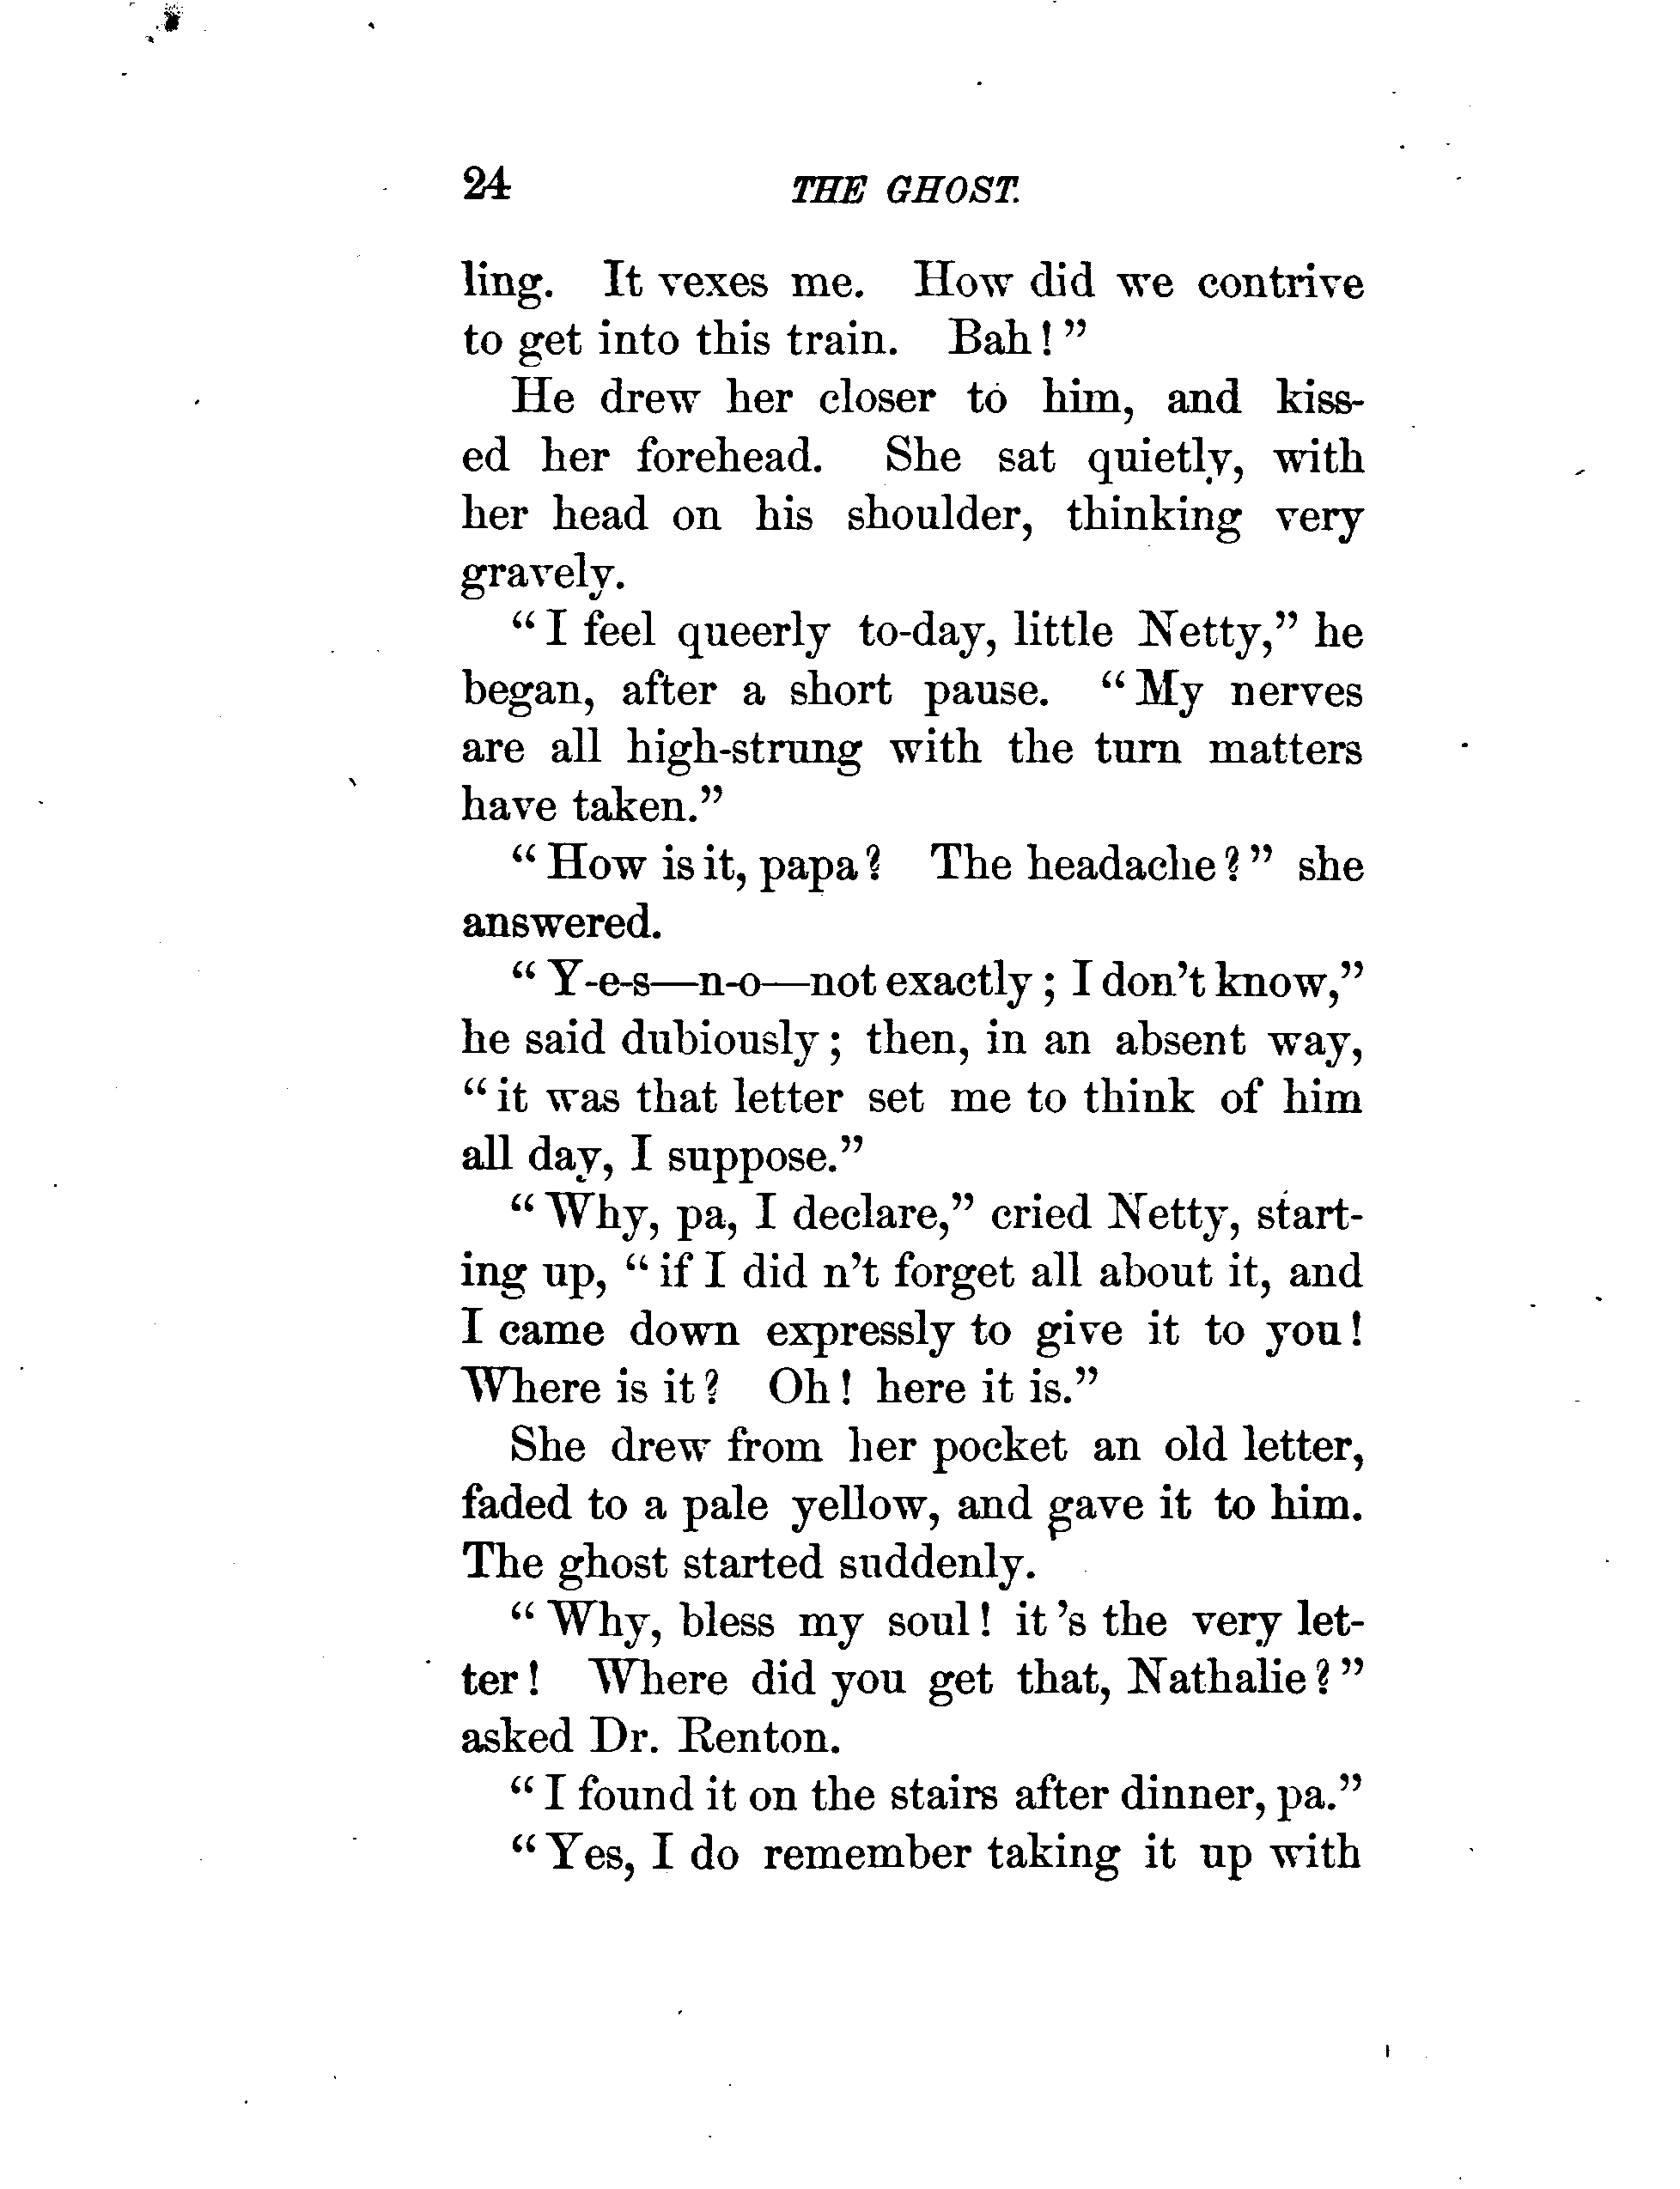 24 THE GHOST.
ling. It vexes me. How did we contrive
to get into this train. Bah!”
He drew her closer to him, and kiss-
ed her forehead. She sat quietly, with
her head on his shoulder, thinking very
gravely.
“I feel queerly to-day, little Netty,” he
began, after a short pause. “My nerves
are all high-strung with the turn matters
have taken.”
“How is it, papa? The headache?” she
answered.
“Y-e-s—n-o—not exactly; I don’t know,”
he said dubiously; then, in an absent way,
“it was that letter set me to think of him
all day, I suppose.”
“Why, pa, I declare,” cried Netty, start-
ing up, “if I did n’t forget all about it, and
I came down expressly to give it to you!
Where is it? Oh! here it is.”
She drew from her pocket an old letter,
faded to a pale yellow, and gave it to him.
The ghost started suddenly.
“Why, bless my soul! it ’s the very let-
ter! Where did you get that, Nathalie?”
asked Dr. Renton.
“I found it on the stairs after dinner, pa.”
“Yes, I do remember taking it up with